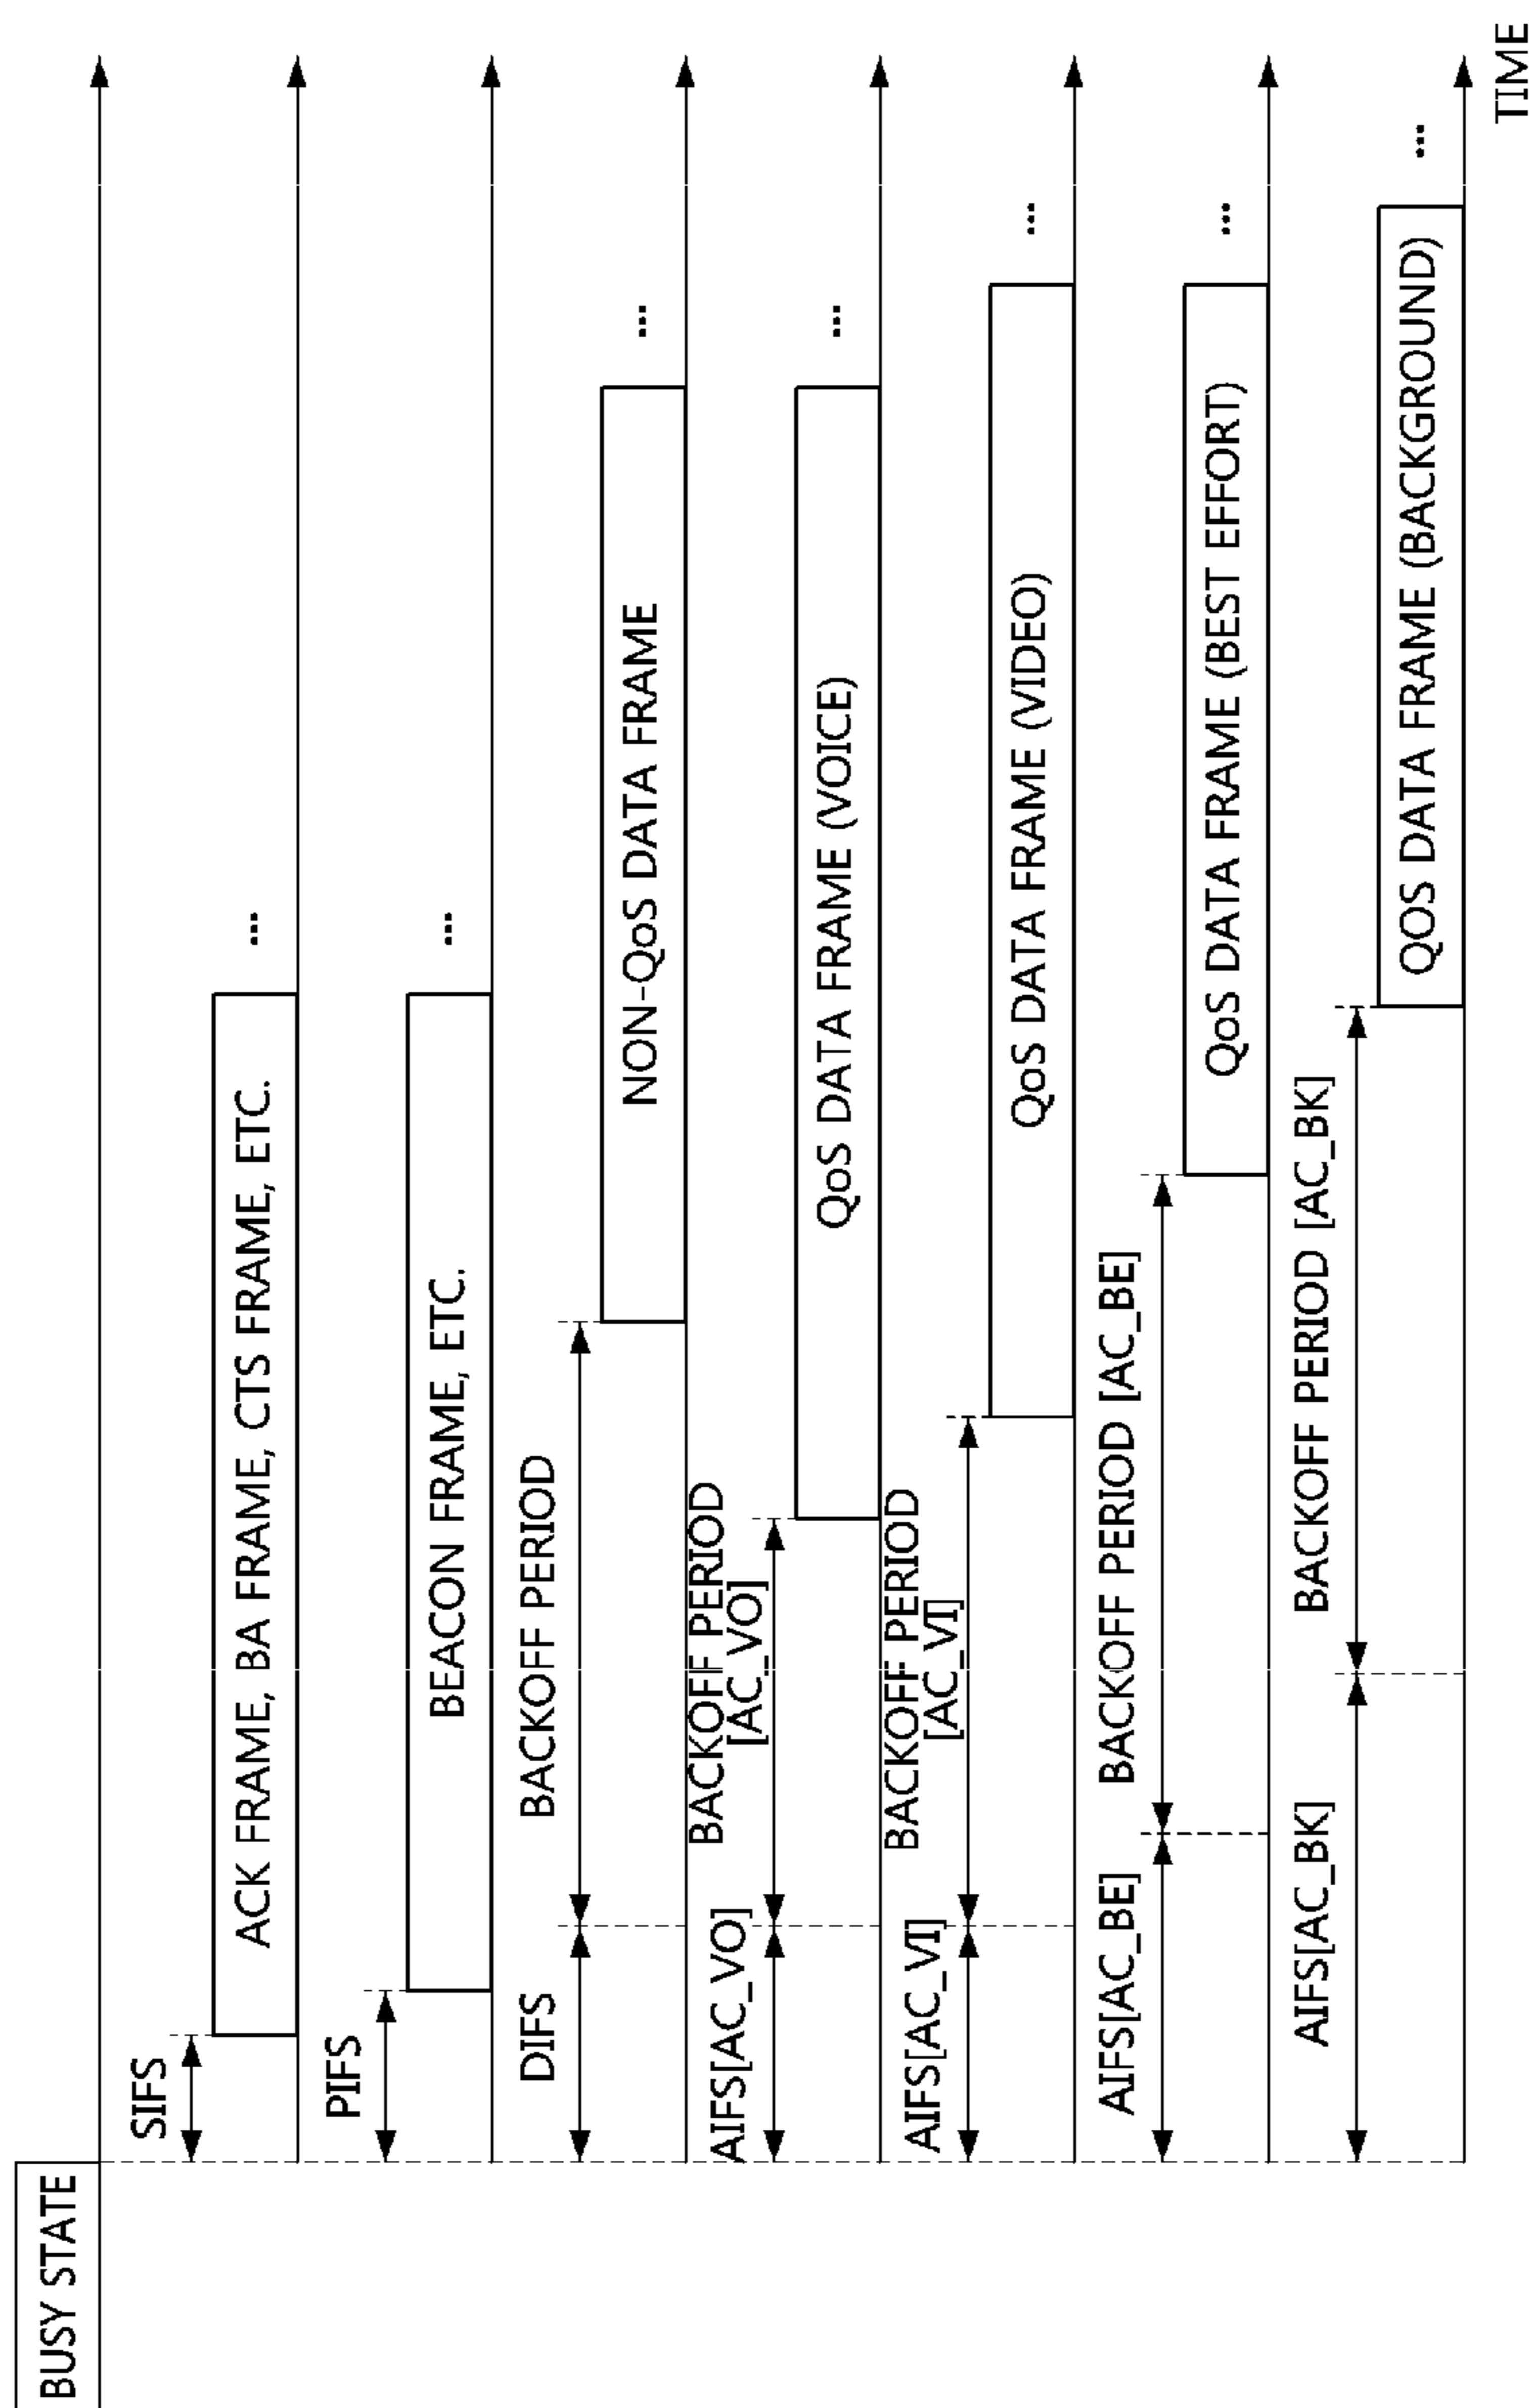 BUSY STATE
SIFS
ACK FRAME, BA FRAME, CTS FRAME, ETC.
...
PIFS
BEACON FRAME, ETC.
...
DIFS
BACKOFF PERIOD
NON-QoS DATA FRAME
...
AIFS[AC_VO]
BACKOFF PERIOD
[AC_VO]
QoS DATA FRAME (VOICE)
...
AIFS[AC_VI]
BACKOFF PERIOD
[AC_VI]
QoS DATA FRAME (VIDEO)
...
AIFS[AC_BE]
BACKOFF PERIOD [AC_BE]
QoS DATA FRAME (BEST EFFORT)
...
AIFS[AC_BK]
BACKOFF PERIOD [AC_BK]
QOS DATA FRAME (BACKGROUND)
...
TIME